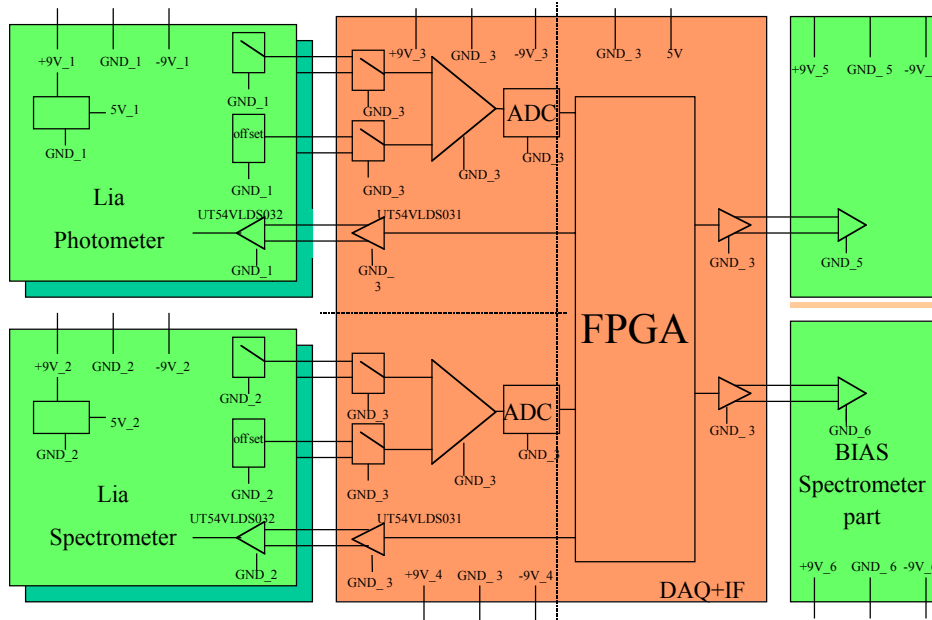 +9V_1 GND_1 -9V_1
5V_1
GND_1
GND_1
offset
GND_1
Lia
Photometer
UT54VLDS032
GND_1
+9V_3 GND_3 -9V_3 GND_3 5V
GND_3
GND_3
GND_3
ADC
GND_3
UT54VLDS031
GND_
3
FPGA
GND_3
+9V_5 GND_5 -9V_
GND_5
+9V_2 GND_2 -9V_2
5V_2
GND_2
GND_2
offset
GND_2
Lia
Spectrometer
UT54VLDS032
GND_2
GND_3
GND_3
GND_3
ADC
GND_3
UT54VLDS031
GND_3
+9V_4 GND_3 -9V_4
DAQ+IF
GND_3
GND_6
BIAS
Spectrometer
part
+9V_6 GND_6 -9V_6